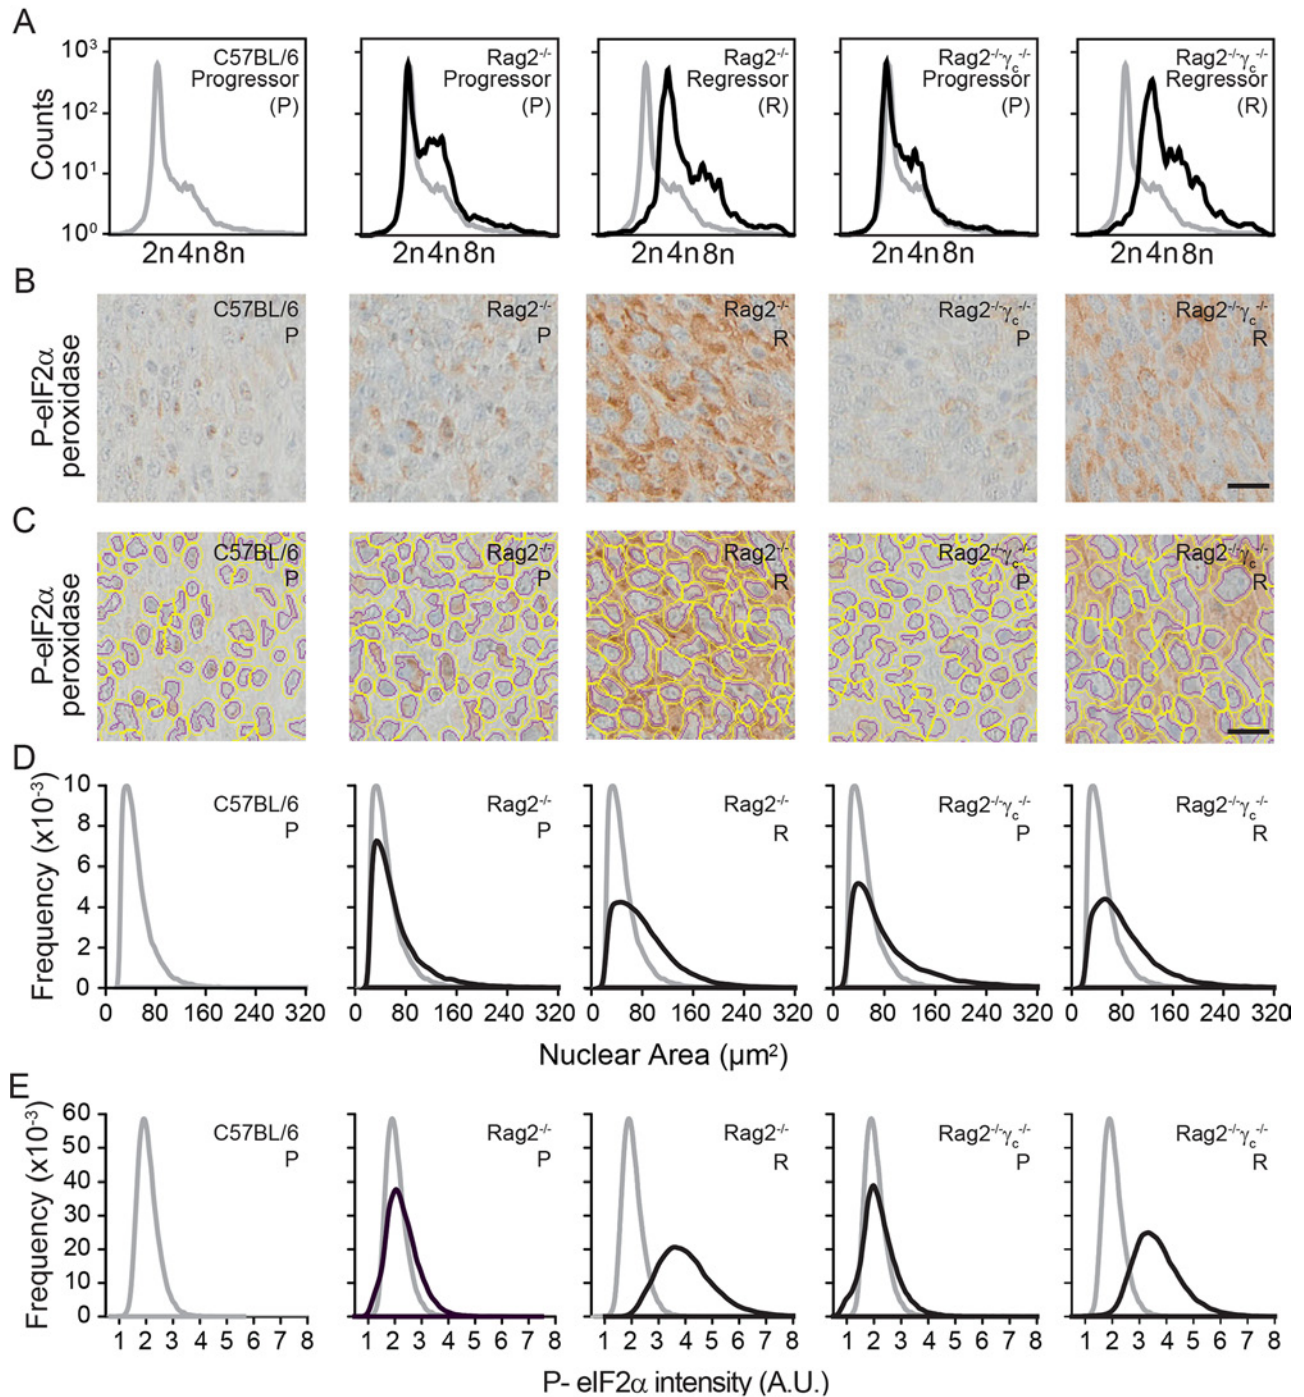 A
Counts
10³
10²
10¹
10⁰
C57BL/6
Progressor
(P)
Rag2⁻/⁻
Progressor
(P)
Rag2⁻/⁻
Regressor
(R)
Rag2⁻/⁻γc⁻/⁻
Progressor
(P)
Rag2⁻/⁻γc⁻/⁻
Regressor
(R)
2n4n8n
2n4n8n
2n4n8n
2n4n8n
2n4n8n
B
P-eIF2α
peroxidase
C57BL/6
P
Rag2⁻/⁻
P
Rag2⁻/⁻
R
Rag2⁻/⁻γc⁻/⁻
P
Rag2⁻/⁻γc⁻/⁻
R
C
P-eIF2α
peroxidase
C57BL/6
P
Rag2⁻/⁻
P
Rag2⁻/⁻
R
Rag2⁻/⁻γc⁻/⁻
P
Rag2⁻/⁻γc⁻/⁻
R
D
Frequency (x10⁻³)
10
8
6
4
2
0
C57BL/6
P
Rag2⁻/⁻
P
Rag2⁻/⁻
R
Rag2⁻/⁻γc⁻/⁻
P
Rag2⁻/⁻γc⁻/⁻
R
0 80 160 240 320
0 80 160 240 320
0 80 160 240 320
0 80 160 240 320
0 80 160 240 320
Nuclear Area (µm²)
E
Frequency (x10⁻³)
60
50
40
30
20
10
0
C57BL/6
P
Rag2⁻/⁻
P
Rag2⁻/⁻
R
Rag2⁻/⁻γc⁻/⁻
P
Rag2⁻/⁻γc⁻/⁻
R
1 2 3 4 5 6 7 8
1 2 3 4 5 6 7 8
1 2 3 4 5 6 7 8
1 2 3 4 5 6 7 8
1 2 3 4 5 6 7 8
P- eIF2α intensity (A.U.)